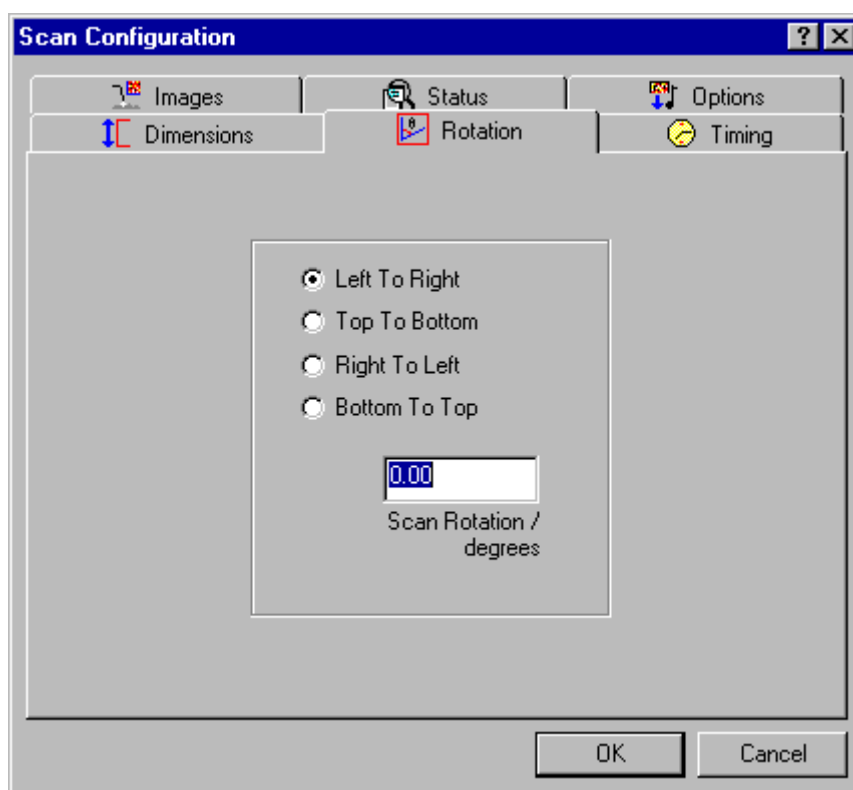 Scan Configuration
Images Status Options
Dimensions Rotation Timing
Left To Right
Top To Bottom
Right To Left
Bottom To Top
0.00
Scan Rotation /
degrees
OK Cancel